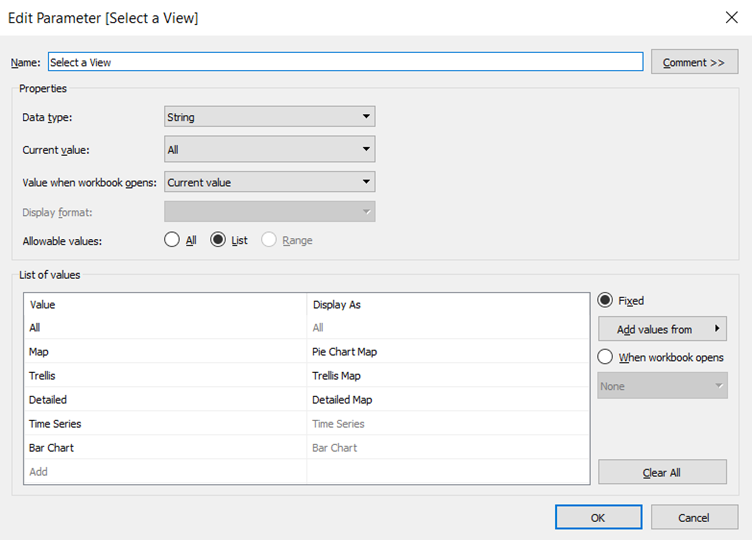 Edit Parameter [Select a View]
Name: Select a View Comment >>
Properties
Data type: String
Current value: All
Value when workbook opens: Current value
Display format:
Allowable values: All List Range
List of values
Value Display As
All All
Map Pie Chart Map
Trellis Trellis Map
Detailed Detailed Map
Time Series Time Series
Bar Chart Bar Chart
Add
Fixed
Add values from
When workbook opens
None
Clear All
OK Cancel